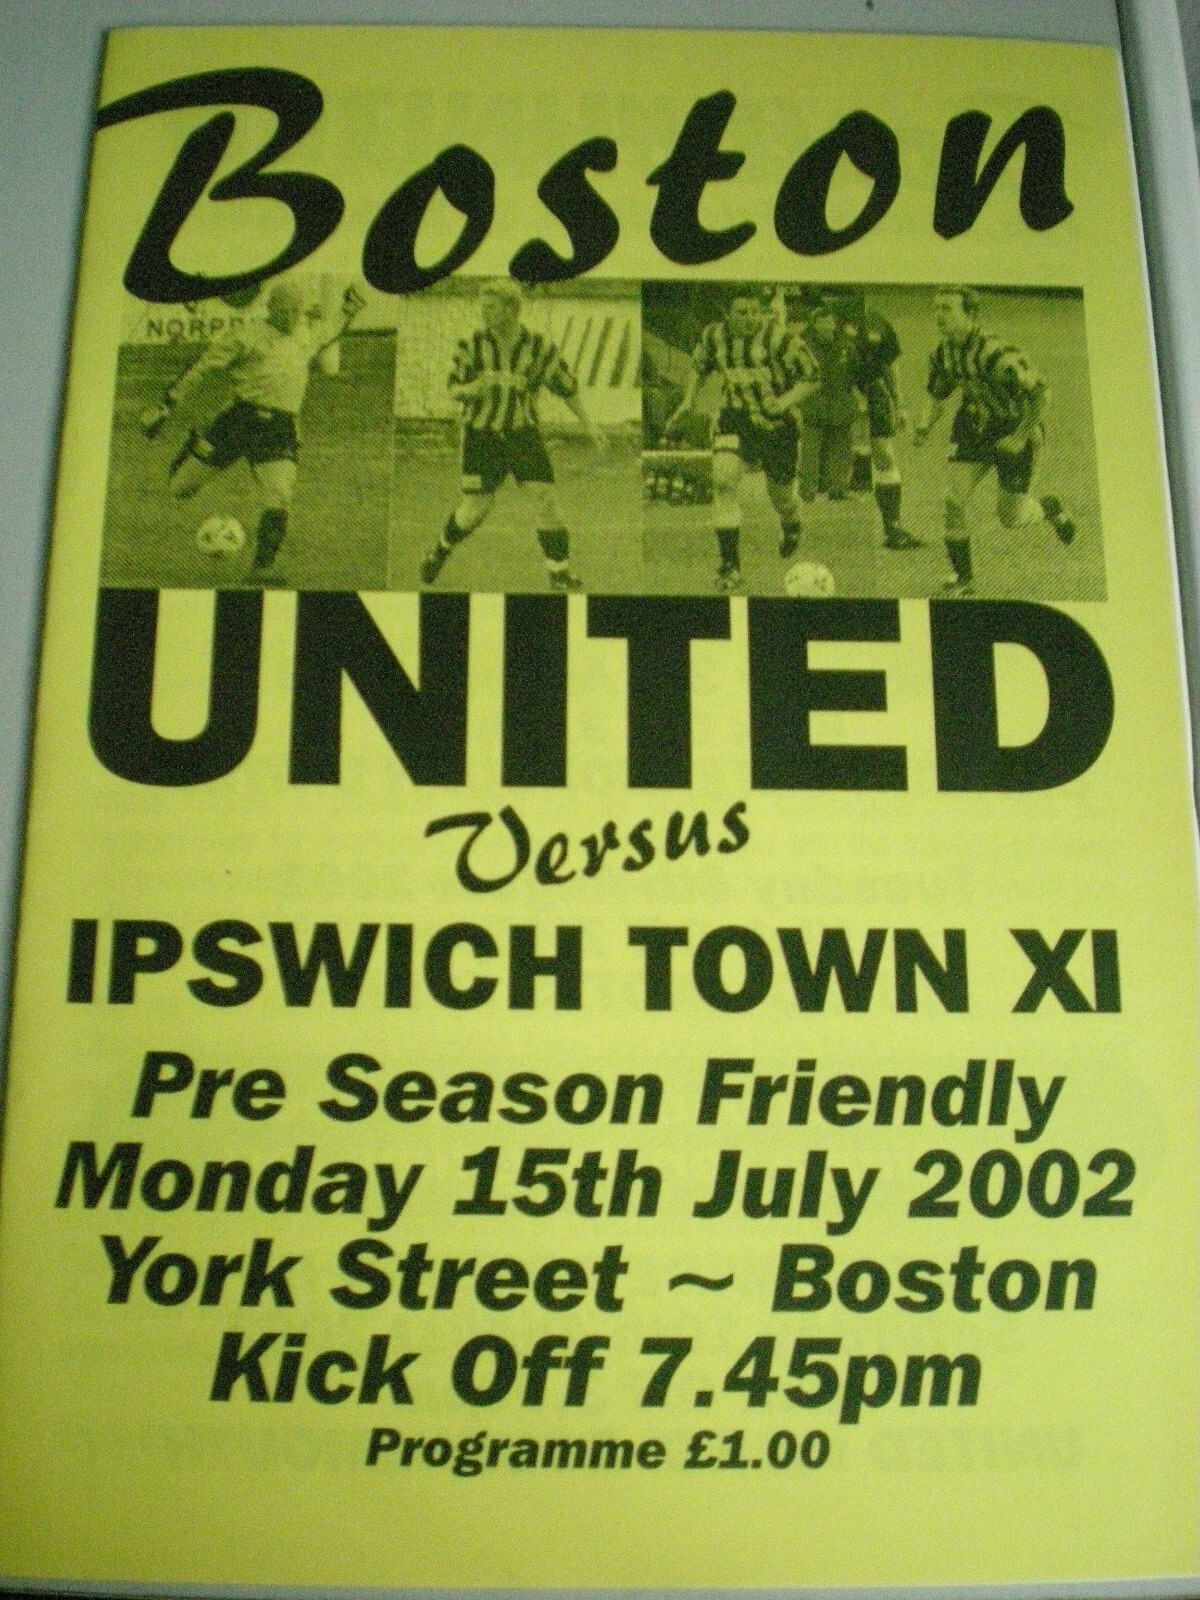 Boston
UNITED
Versus
IPSWICH TOWN XI
Pre Season Friendly
Monday 15th July 2002
York Street ~ Boston
Kick Off 7.45pm
Programme £1.00